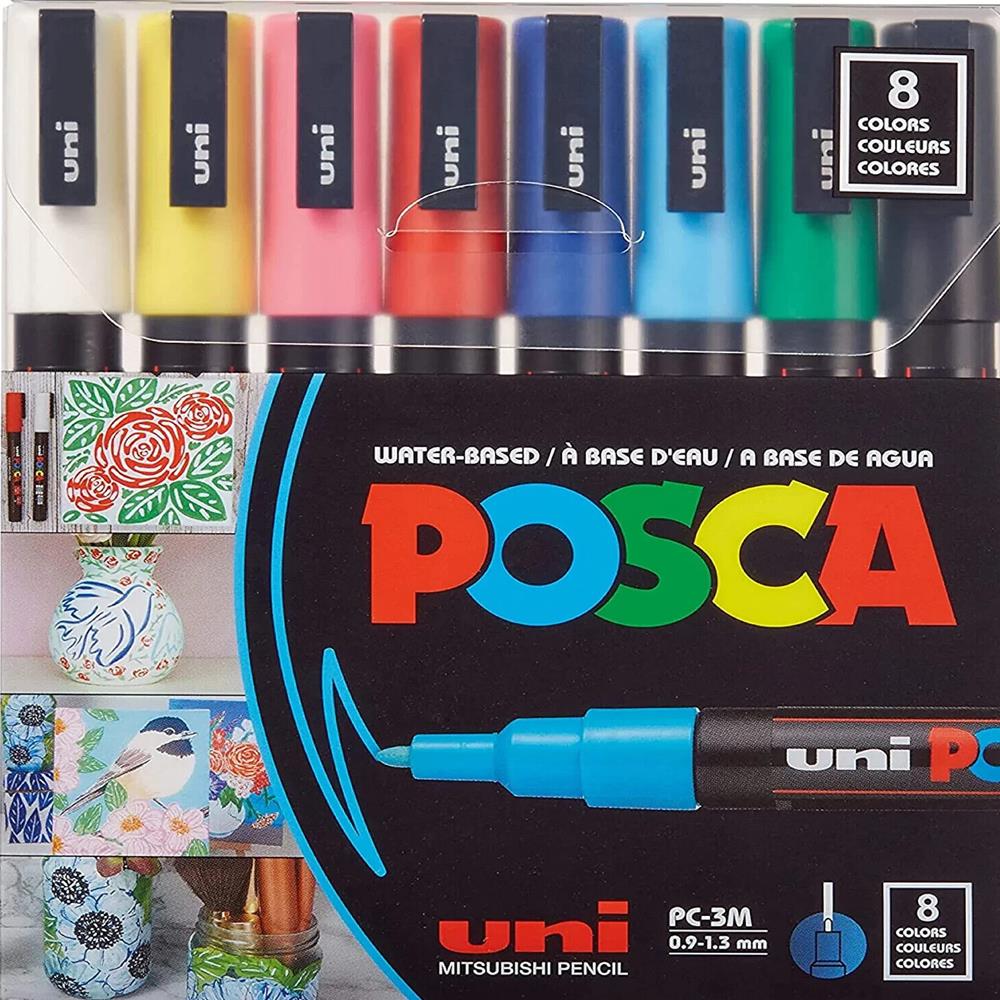 uni
uni
uni
uni
uni
uni
uni
8
COLORS
COULEURS
COLORES
uni POSCA
WATER-BASED / À BASE D'EAU / A BASE DE AGUA
POSCA
uni PO
uni
MITSUBISHI PENCIL
PC-3M
0.9-1.3 mm
8
COLORS
COULEURS
COLORES